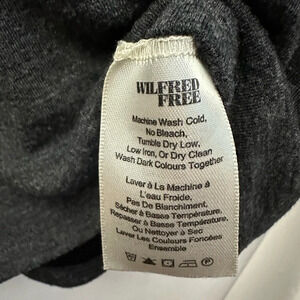 WILFRED
FREE
Machine Wash Cold,
No Bleach,
Tumble Dry Low,
Low Iron, Or Dry Clean
Wash Dark Colours Together
Laver à La Machine à
L'eau Froide,
Pas De Blanchiment,
Sécher à Basse Température,
Repasser à Basse Température,
Ou Nettoyer à Sec
Laver Les Couleurs Foncées
Ensemble